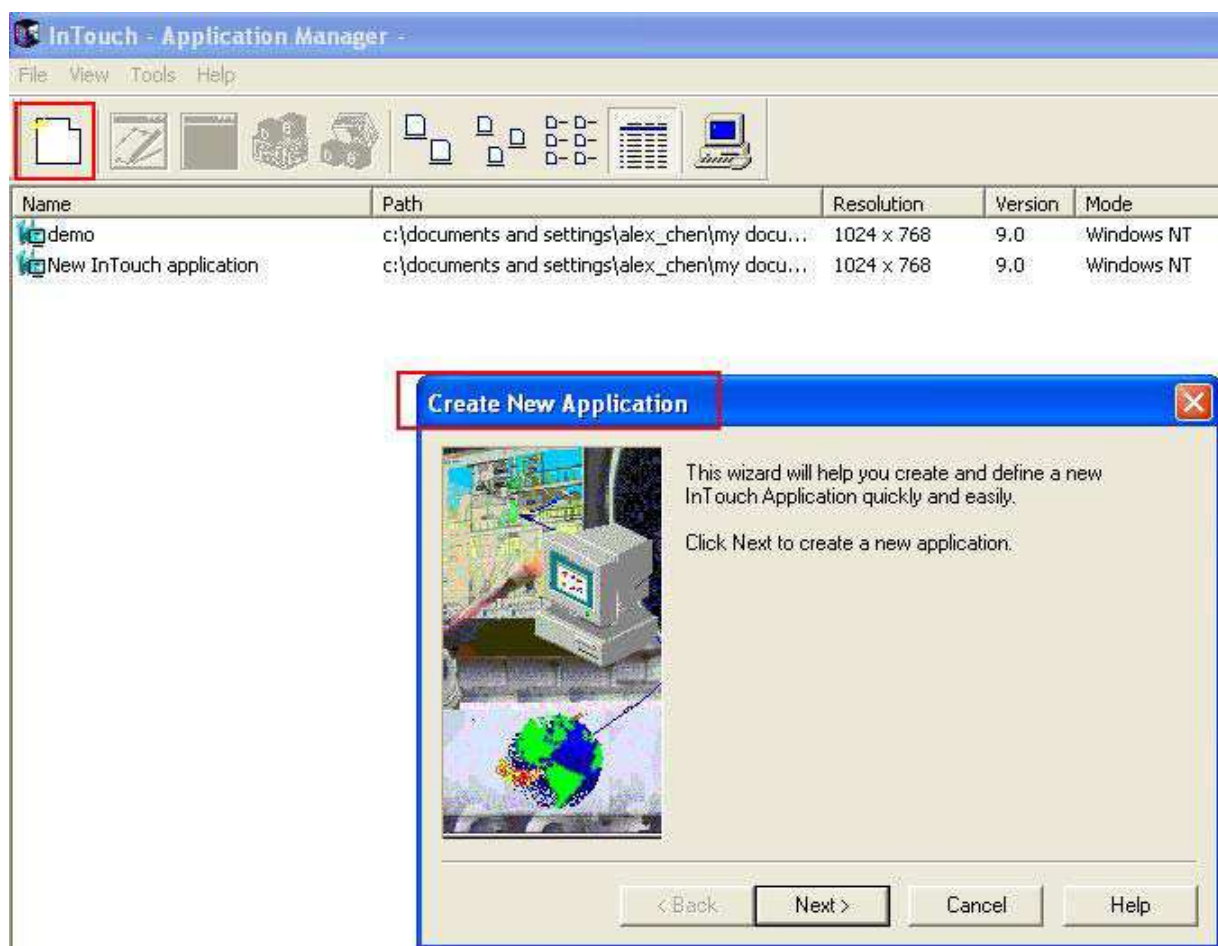 InTouch - Application Manager -
File View Tools Help
Name Path Resolution Version Mode
demo c:\documents and settings\alex_chen\my docu... 1024 x 768 9.0 Windows NT
New InTouch application c:\documents and settings\alex_chen\my docu... 1024 x 768 9.0 Windows NT
Create New Application
This wizard will help you create and define a new
InTouch Application quickly and easily.
Click Next to create a new application.
< Back Next > Cancel Help